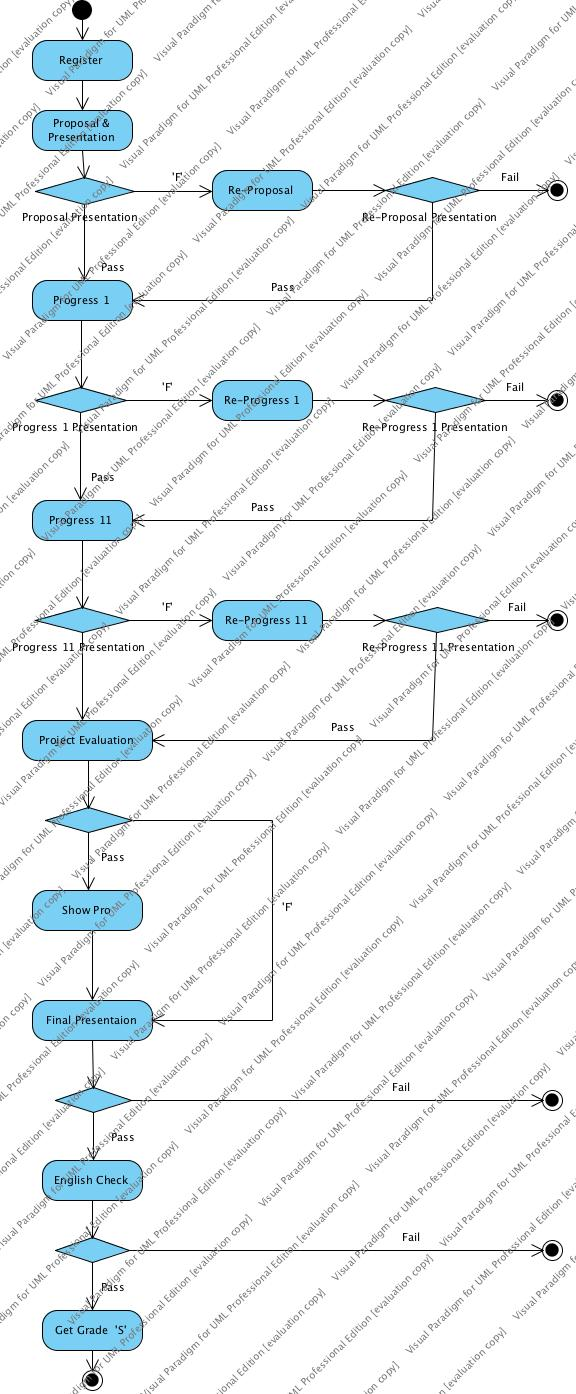 Register
Proposal &
Presentation
'F'
Re-Proposal
Fail
Proposal Presentation
Re-Proposal Presentation
Pass
Pass
Progress 1
'F'
Re-Progress 1
Fail
Progress 1 Presentation
Re-Progress 1 Presentation
Pass
Pass
Progress 11
'F'
Re-Progress 11
Fail
Progress 11 Presentation
Re-Progress 11 Presentation
Pass
Project Evaluation
Pass
Show Pro
'F'
Final Presentaion
Fail
Pass
English Check
Fail
Pass
Get Grade 'S'
Visual Paradigm for UML Professional Edition [evaluation copy]